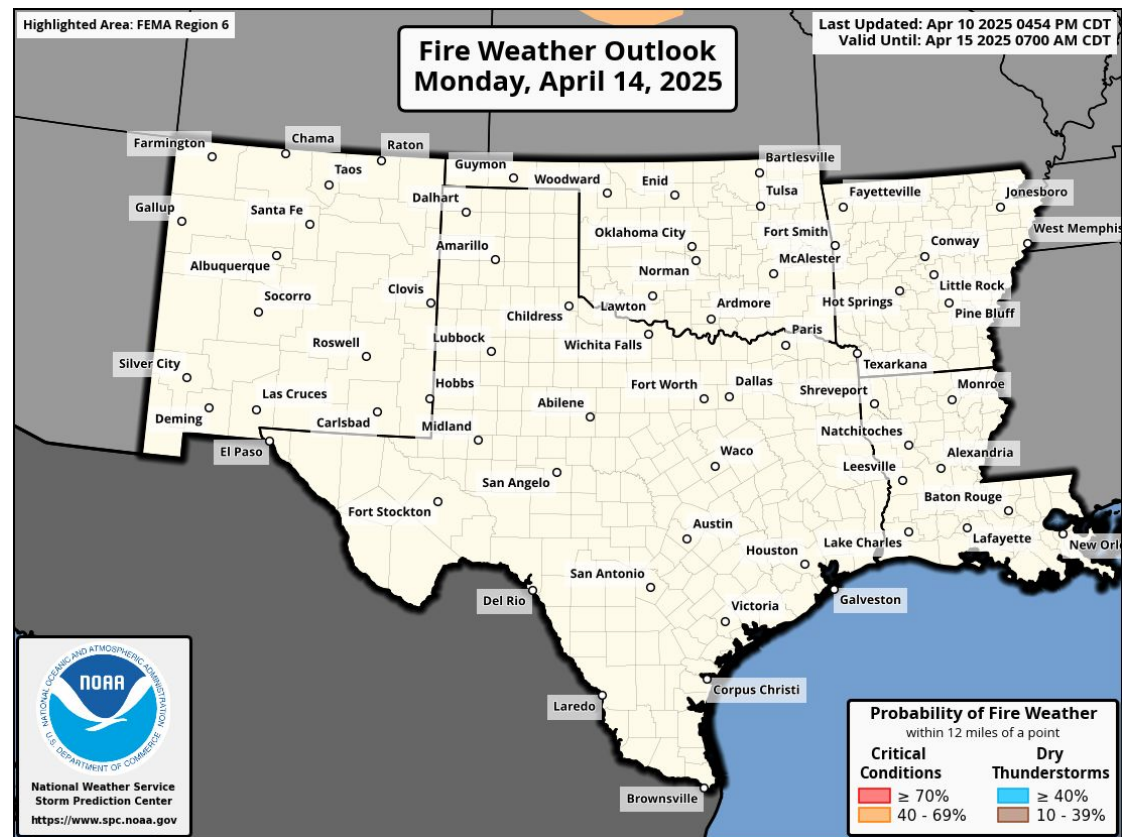 Highlighted Area: FEMA Region 6
Fire Weather Outlook
Monday, April 14, 2025
Last Updated: Apr 10 2025 0454 PM CDT
Valid Until: Apr 15 2025 0700 AM CDT
Farmington
Chama
Raton
Taos
Guymon
Woodward
Enid
Bartlesville
Tulsa
Fayetteville
Jonesboro
Gallup
Santa Fe
Dalhart
West Memphis
Albuquerque
Amarillo
Oklahoma City
Fort Smith
Conway
Norman
McAlester
Socorro
Clovis
Little Rock
Childress
Lawton
Ardmore
Hot Springs
Pine Bluff
Roswell
Lubbock
Wichita Falls
Paris
Silver City
Texarkana
Hobbs
Fort Worth
Dallas
Shreveport
Monroe
Las Cruces
Deming
Carlsbad
Midland
Abilene
Natchitoches
El Paso
Waco
Leesville
Alexandria
San Angelo
Baton Rouge
Fort Stockton
Austin
Lake Charles
Lafayette
New Orl
Houston
San Antonio
Del Rio
Victoria
Galveston
Laredo
Corpus Christi
Brownsville
NATIONAL OCEANIC AND ATMOSPHERIC ADMINISTRATION
NOAA
U.S. DEPARTMENT OF COMMERCE
National Weather Service
Storm Prediction Center
https://www.spc.noaa.gov
Probability of Fire Weather
within 12 miles of a point
Critical Dry
Conditions Thunderstorms
≥ 70% ≥ 40%
40 - 69% 10 - 39%